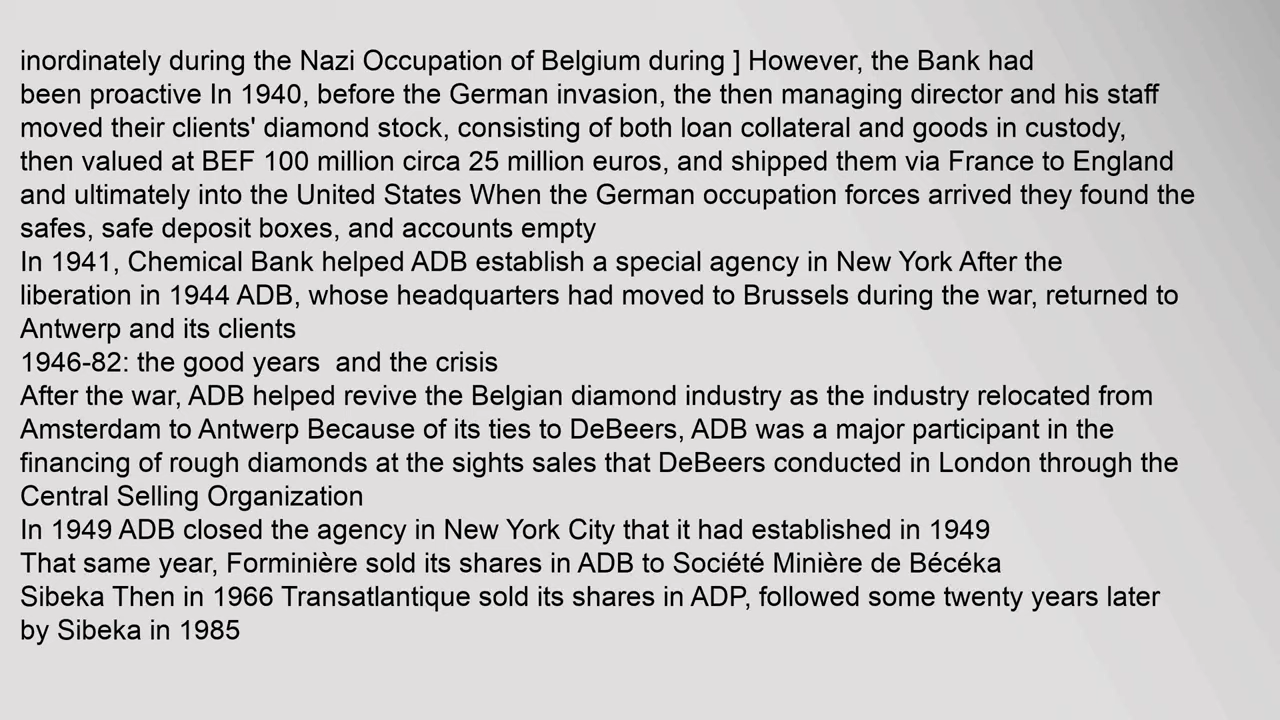 inordinately during the Nazi Occupation of Belgium during ] However, the Bank had
been proactive In 1940, before the German invasion, the then managing director and his staff
moved their clients' diamond stock, consisting of both loan collateral and goods in custody,
then valued at BEF 100 million circa 25 million euros, and shipped them via France to England
and ultimately into the United States When the German occupation forces arrived they found the
safes, safe deposit boxes, and accounts empty
In 1941, Chemical Bank helped ADB establish a special agency in New York After the
liberation in 1944 ADB, whose headquarters had moved to Brussels during the war, returned to
Antwerp and its clients
1946-82: the good years  and the crisis
After the war, ADB helped revive the Belgian diamond industry as the industry relocated from
Amsterdam to Antwerp Because of its ties to DeBeers, ADB was a major participant in the
financing of rough diamonds at the sights sales that DeBeers conducted in London through the
Central Selling Organization
In 1949 ADB closed the agency in New York City that it had established in 1949
That same year, Forminière sold its shares in ADB to Société Minière de Bécéka
Sibeka Then in 1966 Transatlantique sold its shares in ADP, followed some twenty years later
by Sibeka in 1985